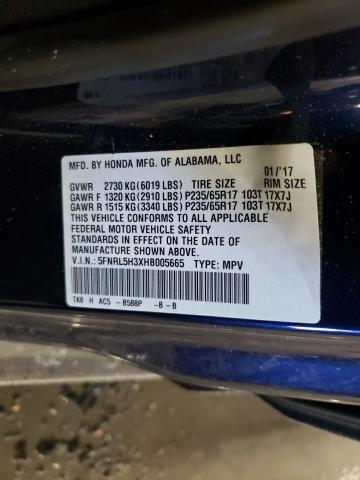 MFD. BY HONDA MFG. OF ALABAMA, LLC
01/'17
GVWR 2730 KG (6019 LBS) TIRE SIZE RIM SIZE
GAWR F 1320 KG (2910 LBS) P235/65R17 103T 17X7J
GAWR R 1515 KG (3340 LBS) P235/65R17 103T 17X7J
THIS VEHICLE CONFORMS TO ALL APPLICABLE
FEDERAL MOTOR VEHICLE SAFETY
STANDARDS IN EFFECT ON THE DATE OF
MANUFACTURE SHOWN ABOVE.
V.I.N.: 5FNRL5H3XHB005665 TYPE: MPV
TK8 H AC5 - B588P -B - B